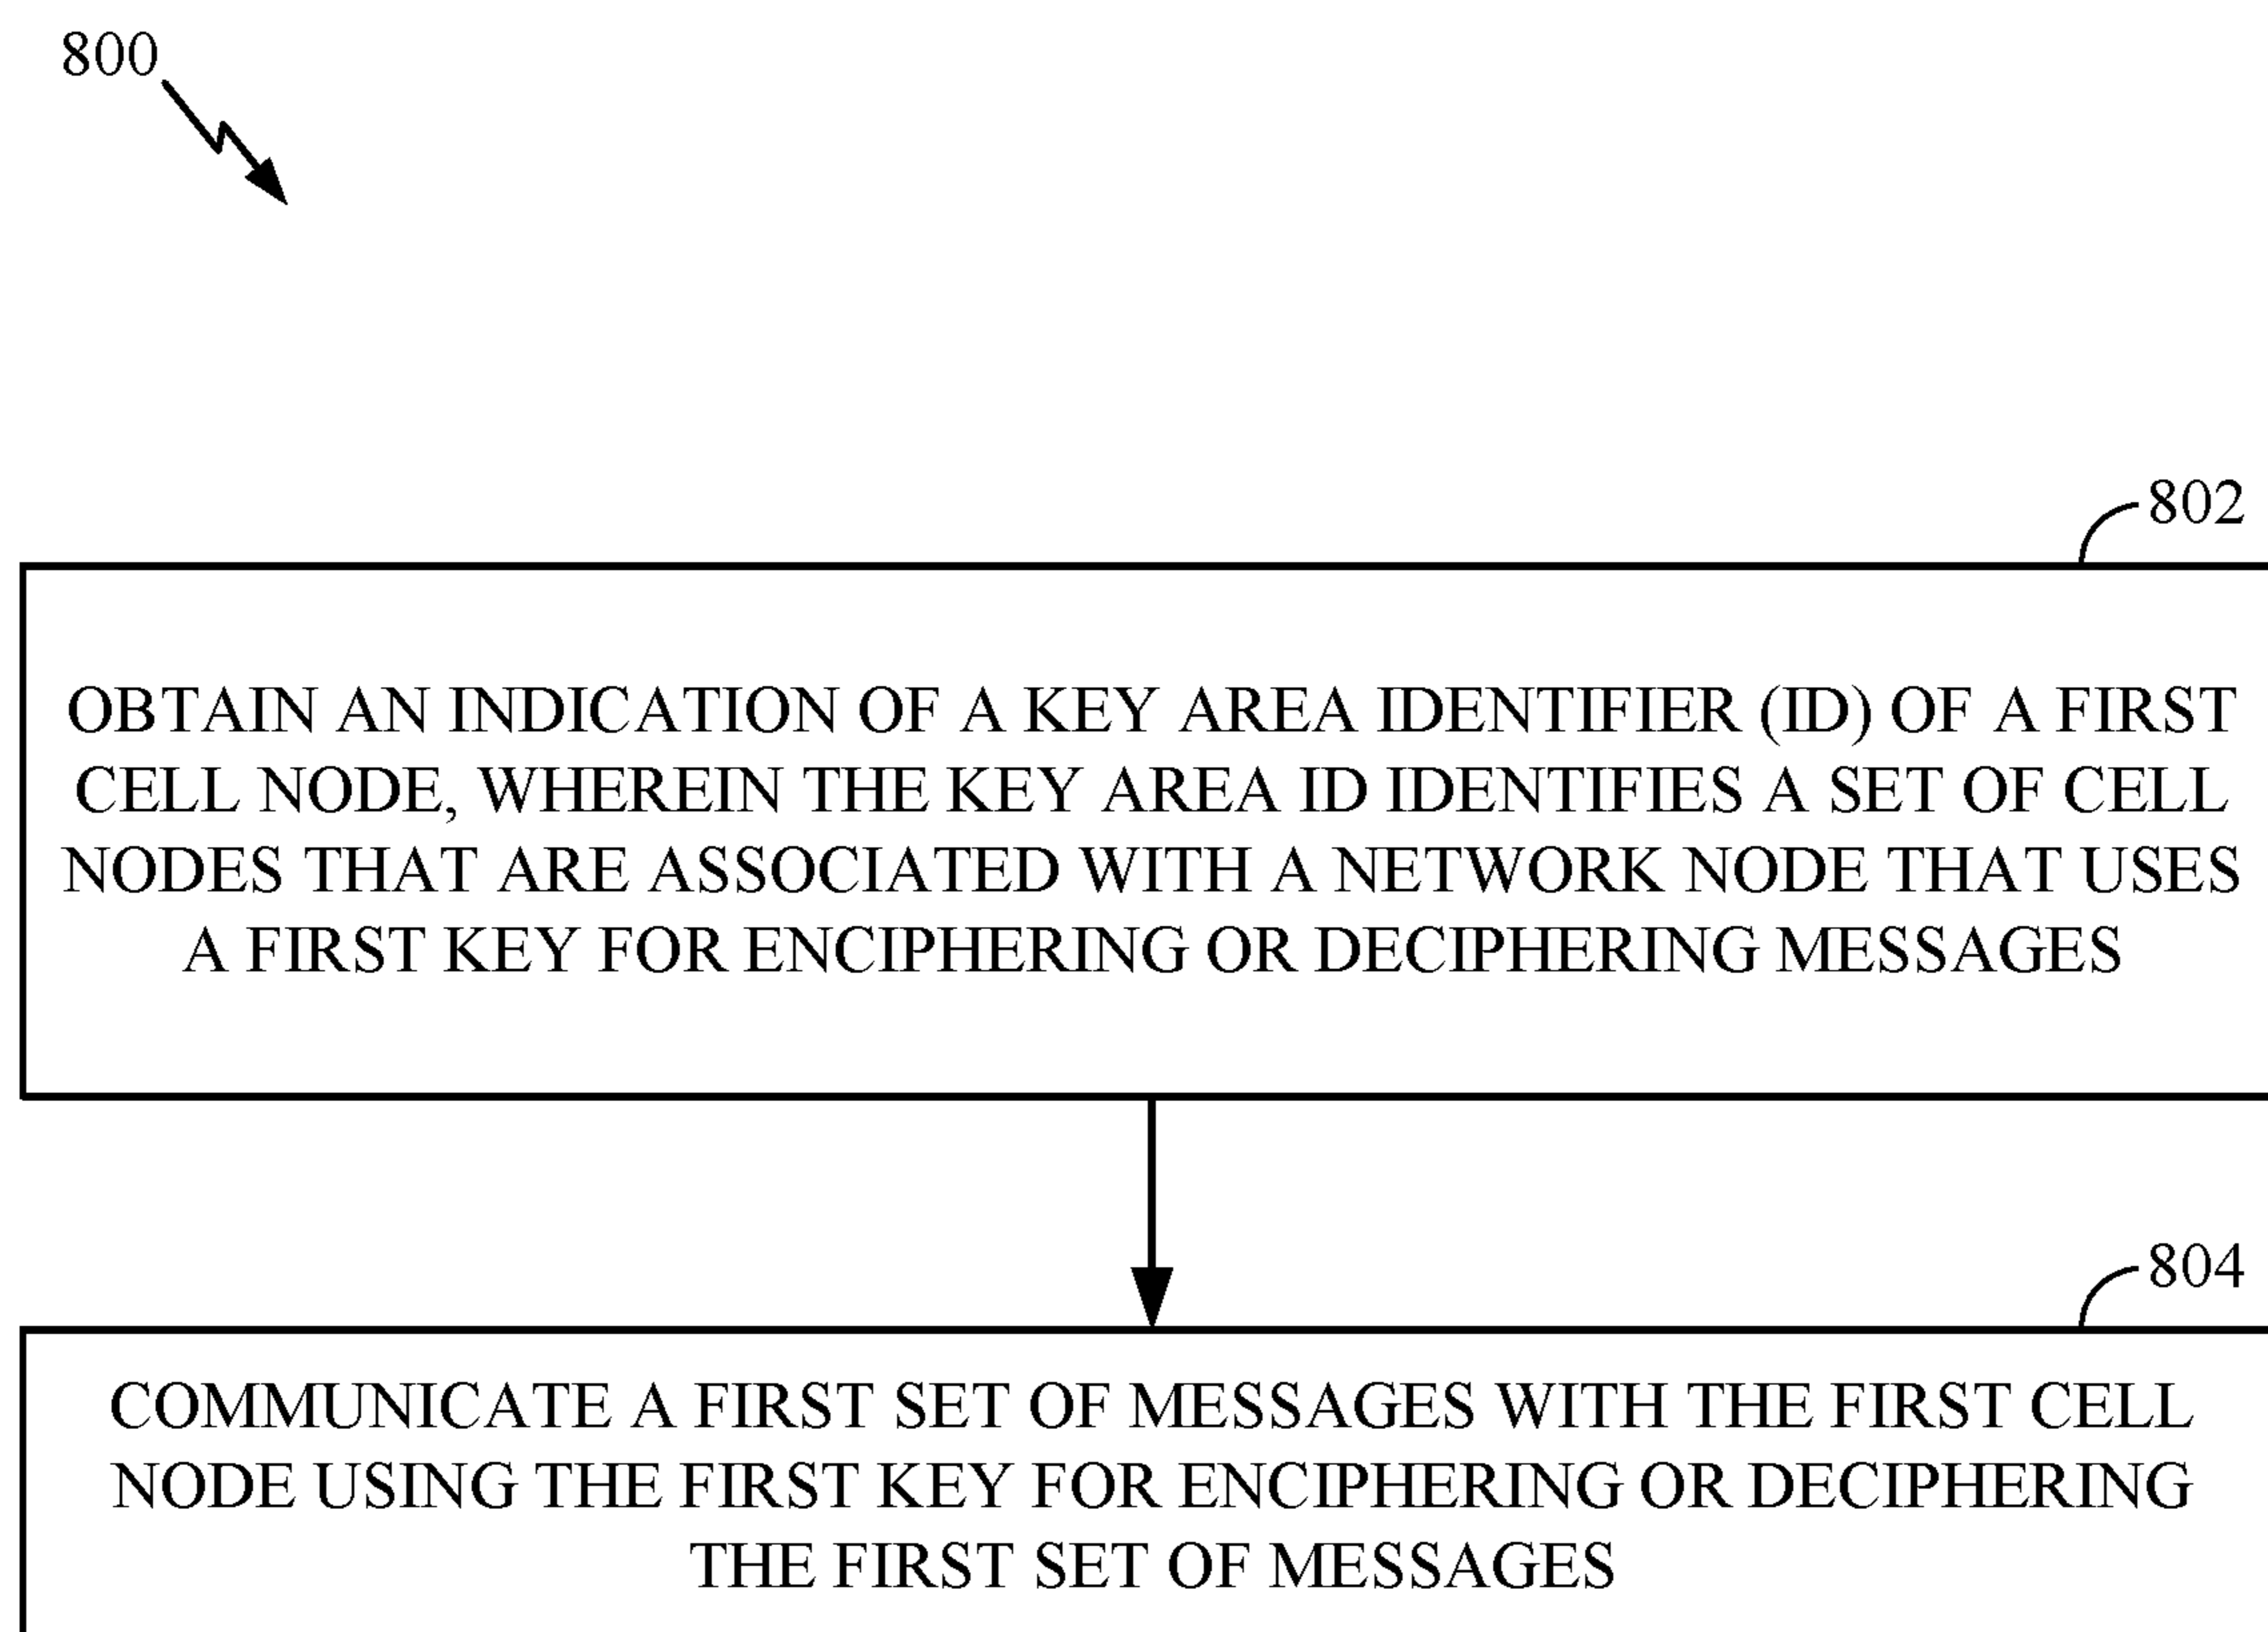 800
802
OBTAIN AN INDICATION OF A KEY AREA IDENTIFIER (ID) OF A FIRST
CELL NODE, WHEREIN THE KEY AREA ID IDENTIFIES A SET OF CELL
NODES THAT ARE ASSOCIATED WITH A NETWORK NODE THAT USES
A FIRST KEY FOR ENCIPHERING OR DECIPHERING MESSAGES
804
COMMUNICATE A FIRST SET OF MESSAGES WITH THE FIRST CELL
NODE USING THE FIRST KEY FOR ENCIPHERING OR DECIPHERING
THE FIRST SET OF MESSAGES